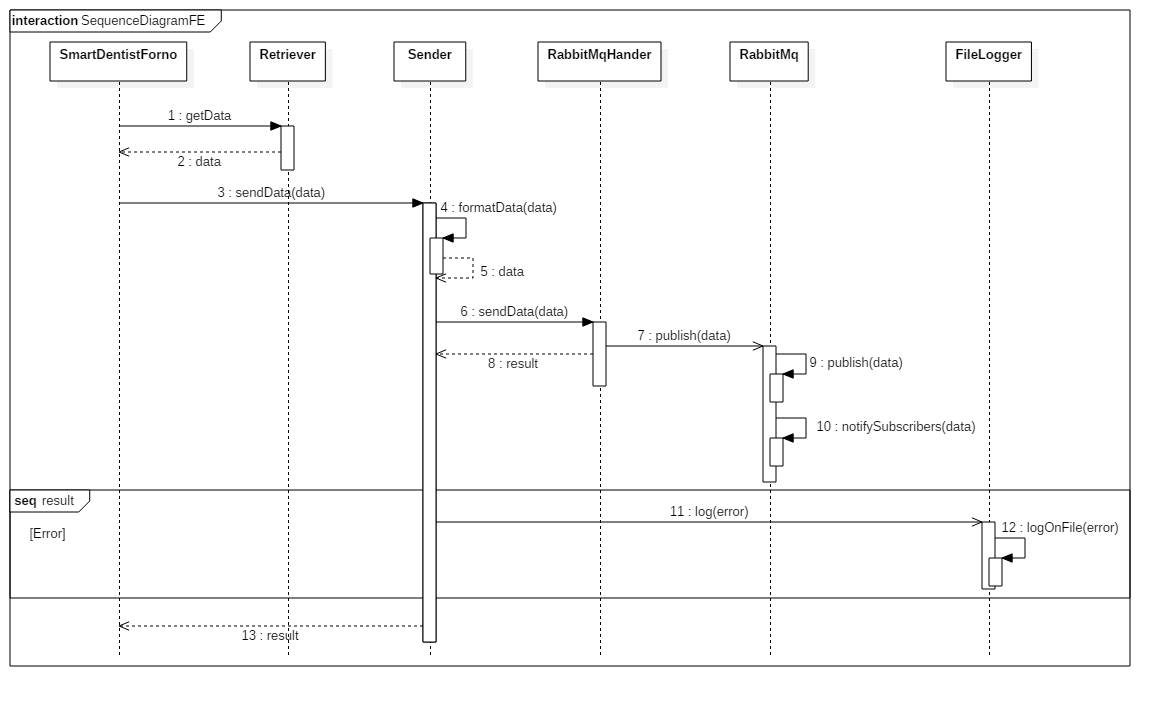 interaction SequenceDiagramFE
SmartDentistForno
Retriever
Sender
RabbitMqHander
RabbitMq
FileLogger
1 : getData
2 : data
3 : sendData(data)
4 : formatData(data)
5 : data
6 : sendData(data)
7 : publish(data)
8 : result
9 : publish(data)
10 : notifySubscribers(data)
seq result
11 : log(error)
12 : logOnFile(error)
[Error]
13 : result